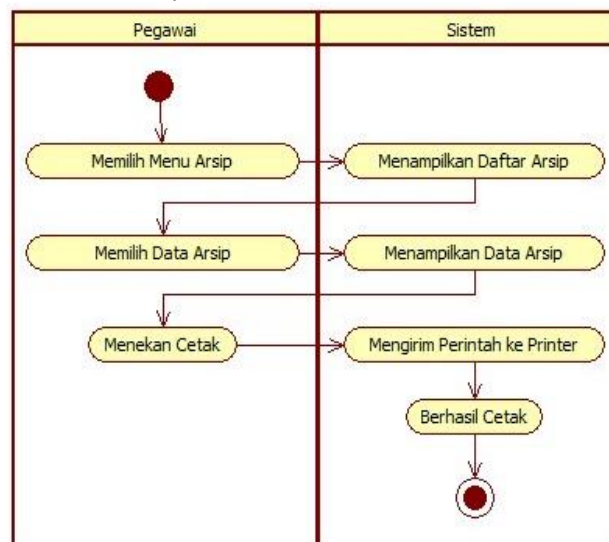 Pegawai
Sistem
Memilih Menu Arsip
Menampilkan Daftar Arsip
Memilih Data Arsip
Menampilkan Data Arsip
Menekan Cetak
Mengirim Perintah ke Printer
Berhasil Cetak